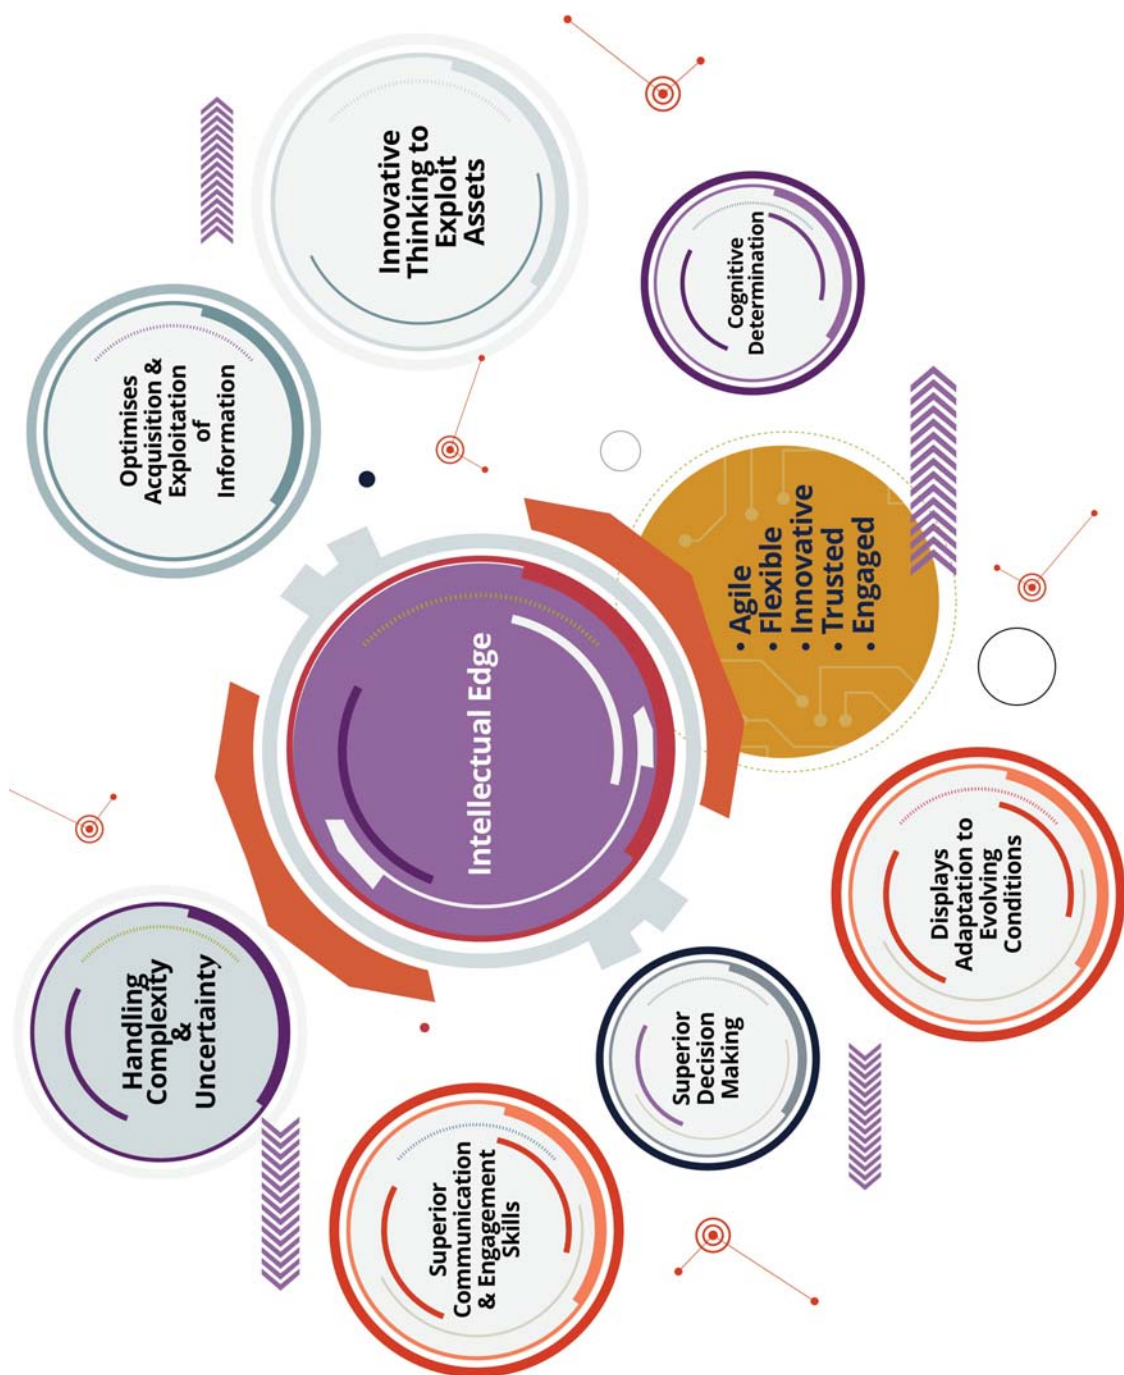 Handling
Complexity
&
Uncertainty
Optimises
Acquisition &
Exploitation
of
Information
Innovative
Thinking to
Exploit
Assets
Superior
Communication
& Engagement
Skills
Intellectual Edge
Superior
Decision
Making
• Agile
• Flexible
• Innovative
• Trusted
• Engaged
Cognitive
Determination
Displays
Adaptation to
Evolving
Conditions